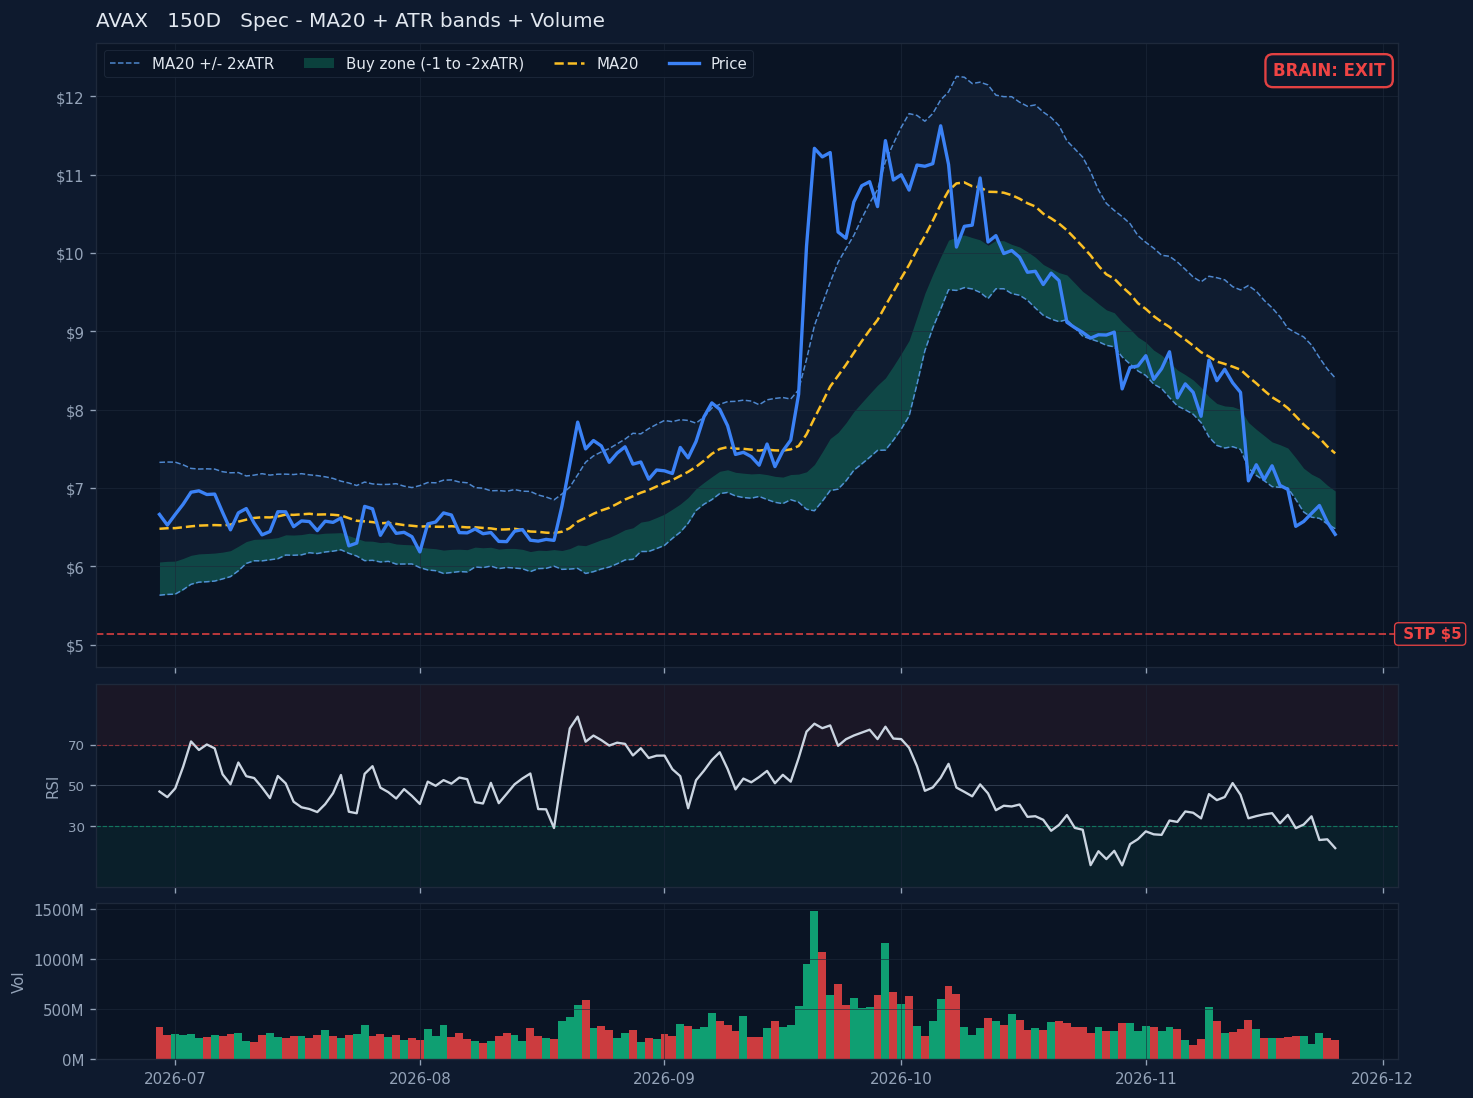 AVAX   150D   Spec - MA20 + ATR bands + Volume
MA20 +/- 2xATR
Buy zone (-1 to -2xATR)
MA20
Price
BRAIN: EXIT
$12
$11
$10
$9
$8
$7
$6
$5
STP $5
RSI
70
50
30
Vol
1500M
1000M
500M
0M
2026-07
2026-08
2026-09
2026-10
2026-11
2026-12